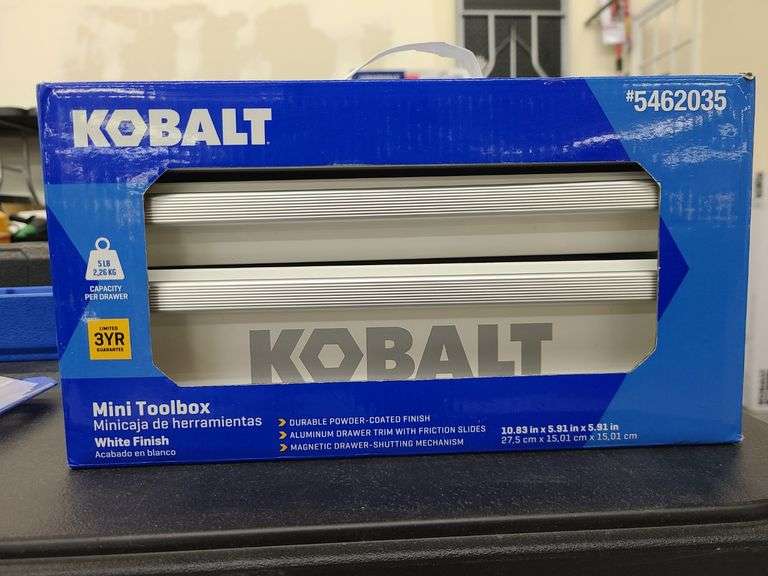 KOBALT
#5462035
5 LB
2,26 KG
CAPACITY
PER DRAWER
LIMITED
3YR
GUARANTEE
KOBALT
Mini Toolbox
Minicaja de herramientas
White Finish
Acabado en blanco
DURABLE POWDER-COATED FINISH
ALUMINUM DRAWER TRIM WITH FRICTION SLIDES
MAGNETIC DRAWER-SHUTTING MECHANISM
10.83 in x 5.91 in x 5.91 in
27,5 cm x 15,01 cm x 15,01 cm